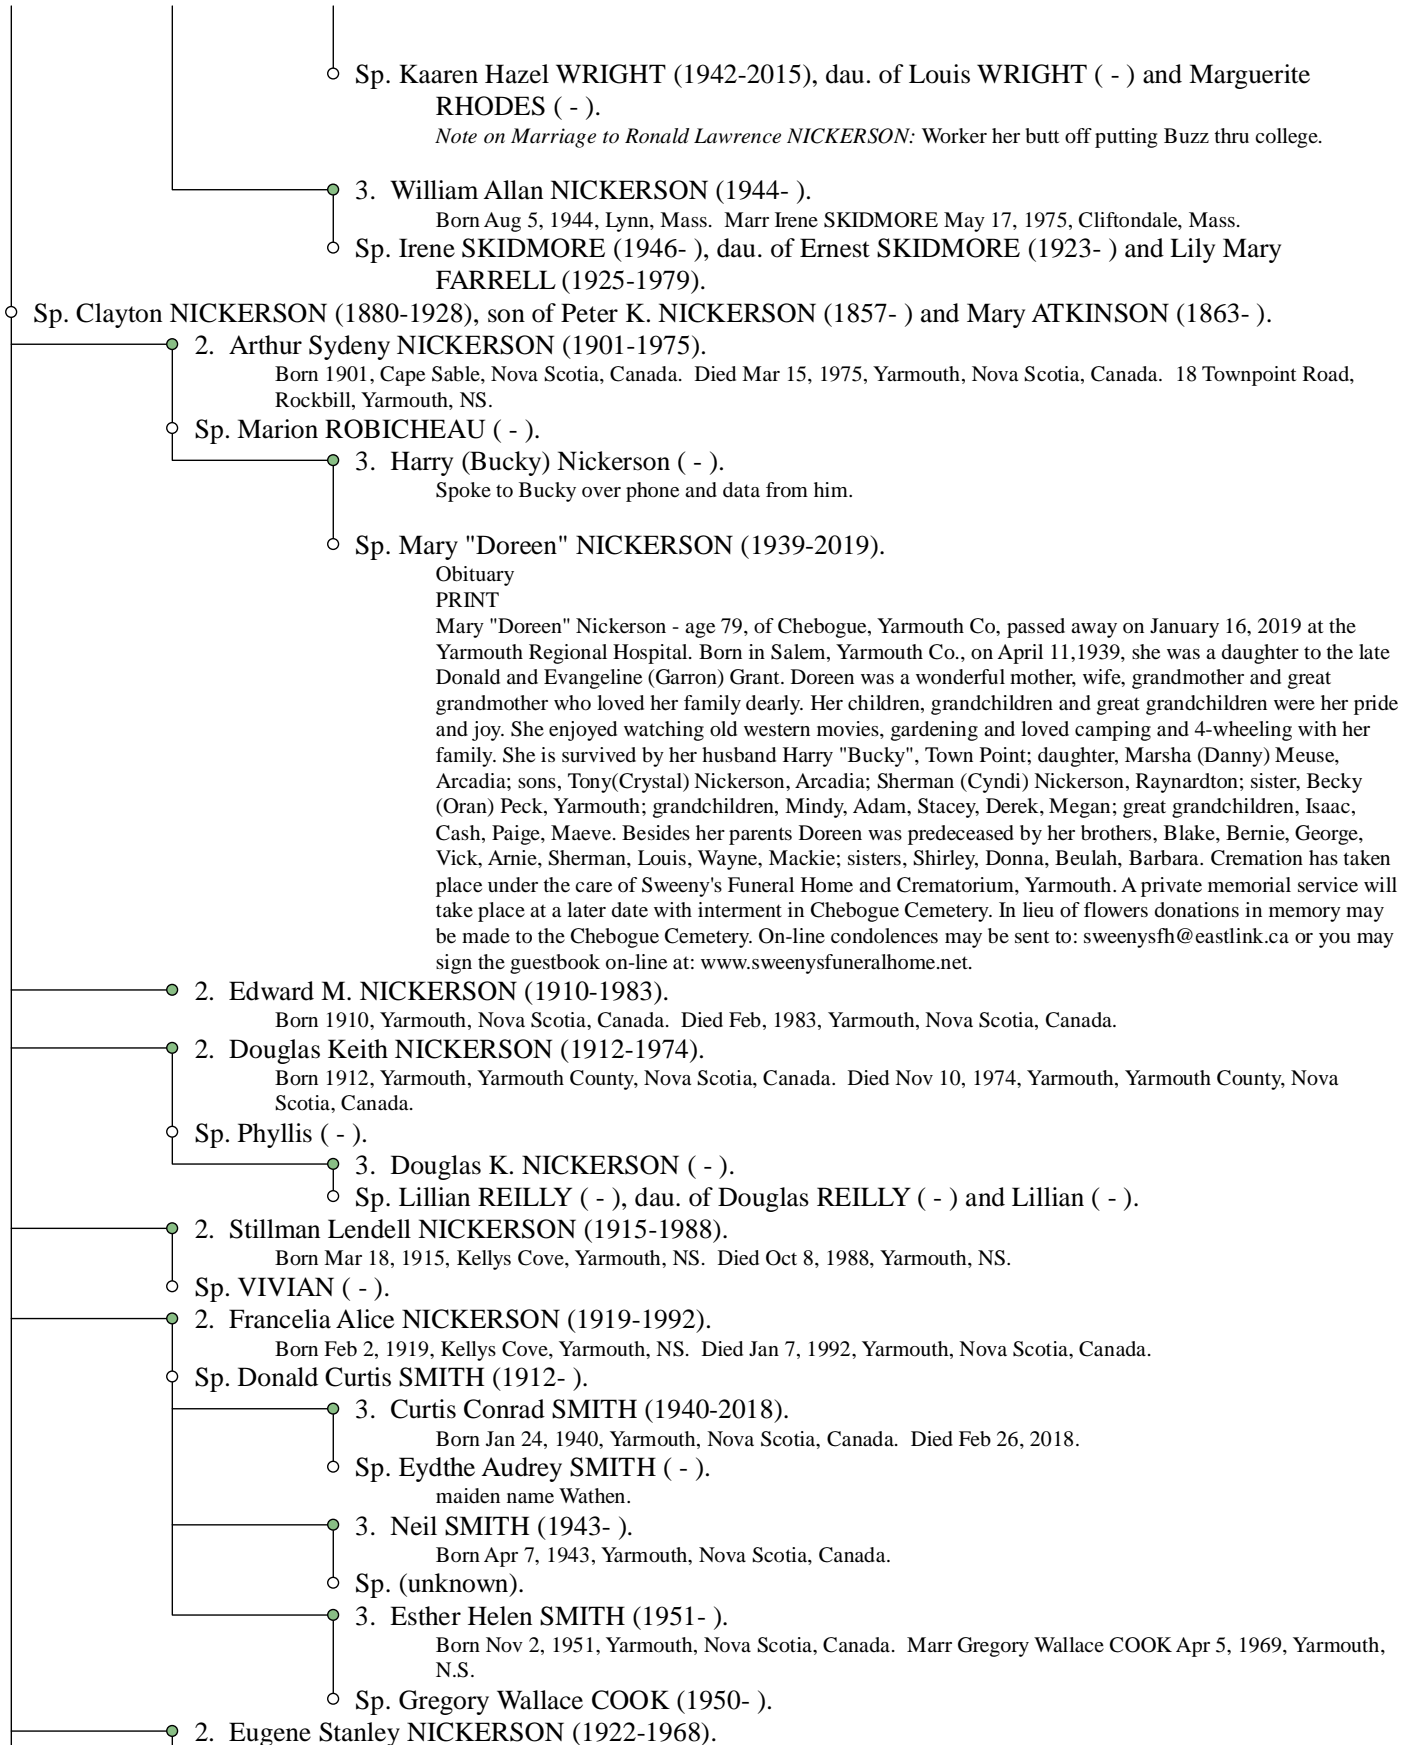 Sp. Kaaren Hazel WRIGHT (1942-2015), dau. of Louis WRIGHT ( - ) and Marguerite
RHODES ( - ).
Note on Marriage to Ronald Lawrence NICKERSON: Worker her butt off putting Buzz thru college.
3. William Allan NICKERSON (1944- ).
Born Aug 5, 1944, Lynn, Mass. Marr Irene SKIDMORE May 17, 1975, Cliftondale, Mass.
Sp. Irene SKIDMORE (1946- ), dau. of Ernest SKIDMORE (1923- ) and Lily Mary
FARRELL (1925-1979).
Sp. Clayton NICKERSON (1880-1928), son of Peter K. NICKERSON (1857- ) and Mary ATKINSON (1863- ).
2. Arthur Sydeny NICKERSON (1901-1975).
Born 1901, Cape Sable, Nova Scotia, Canada. Died Mar 15, 1975, Yarmouth, Nova Scotia, Canada. 18 Townpoint Road,
Rockbill, Yarmouth, NS.
Sp. Marion ROBICHEAU ( - ).
3. Harry (Bucky) Nickerson ( - ).
Spoke to Bucky over phone and data from him.
Sp. Mary "Doreen" NICKERSON (1939-2019).
Obituary
PRINT
Mary "Doreen" Nickerson - age 79, of Chebogue, Yarmouth Co, passed away on January 16, 2019 at the
Yarmouth Regional Hospital. Born in Salem, Yarmouth Co., on April 11,1939, she was a daughter to the late
Donald and Evangeline (Garron) Grant. Doreen was a wonderful mother, wife, grandmother and great
grandmother who loved her family dearly. Her children, grandchildren and great grandchildren were her pride
and joy. She enjoyed watching old western movies, gardening and loved camping and 4-wheeling with her
family. She is survived by her husband Harry "Bucky", Town Point; daughter, Marsha (Danny) Meuse,
Arcadia; sons, Tony(Crystal) Nickerson, Arcadia; Sherman (Cyndi) Nickerson, Raynardton; sister, Becky
(Oran) Peck, Yarmouth; grandchildren, Mindy, Adam, Stacey, Derek, Megan; great grandchildren, Isaac,
Cash, Paige, Maeve. Besides her parents Doreen was predeceased by her brothers, Blake, Bernie, George,
Vick, Arnie, Sherman, Louis, Wayne, Mackie; sisters, Shirley, Donna, Beulah, Barbara. Cremation has taken
place under the care of Sweeny's Funeral Home and Crematorium, Yarmouth. A private memorial service will
take place at a later date with interment in Chebogue Cemetery. In lieu of flowers donations in memory may
be made to the Chebogue Cemetery. On-line condolences may be sent to: sweenysfh@eastlink.ca or you may
sign the guestbook on-line at: www.sweenysfuneralhome.net.
2. Edward M. NICKERSON (1910-1983).
Born 1910, Yarmouth, Nova Scotia, Canada. Died Feb, 1983, Yarmouth, Nova Scotia, Canada.
2. Douglas Keith NICKERSON (1912-1974).
Born 1912, Yarmouth, Yarmouth County, Nova Scotia, Canada. Died Nov 10, 1974, Yarmouth, Yarmouth County, Nova
Scotia, Canada.
Sp. Phyllis ( - ).
3. Douglas K. NICKERSON ( - ).
Sp. Lillian REILLY ( - ), dau. of Douglas REILLY ( - ) and Lillian ( - ).
2. Stillman Lendell NICKERSON (1915-1988).
Born Mar 18, 1915, Kellys Cove, Yarmouth, NS. Died Oct 8, 1988, Yarmouth, NS.
Sp. VIVIAN ( - ).
2. Francelia Alice NICKERSON (1919-1992).
Born Feb 2, 1919, Kellys Cove, Yarmouth, NS. Died Jan 7, 1992, Yarmouth, Nova Scotia, Canada.
Sp. Donald Curtis SMITH (1912- ).
3. Curtis Conrad SMITH (1940-2018).
Born Jan 24, 1940, Yarmouth, Nova Scotia, Canada. Died Feb 26, 2018.
Sp. Eydthe Audrey SMITH ( - ).
maiden name Wathen.
3. Neil SMITH (1943- ).
Born Apr 7, 1943, Yarmouth, Nova Scotia, Canada.
Sp. (unknown).
3. Esther Helen SMITH (1951- ).
Born Nov 2, 1951, Yarmouth, Nova Scotia, Canada. Marr Gregory Wallace COOK Apr 5, 1969, Yarmouth,
N.S.
Sp. Gregory Wallace COOK (1950- ).
2. Eugene Stanley NICKERSON (1922-1968).